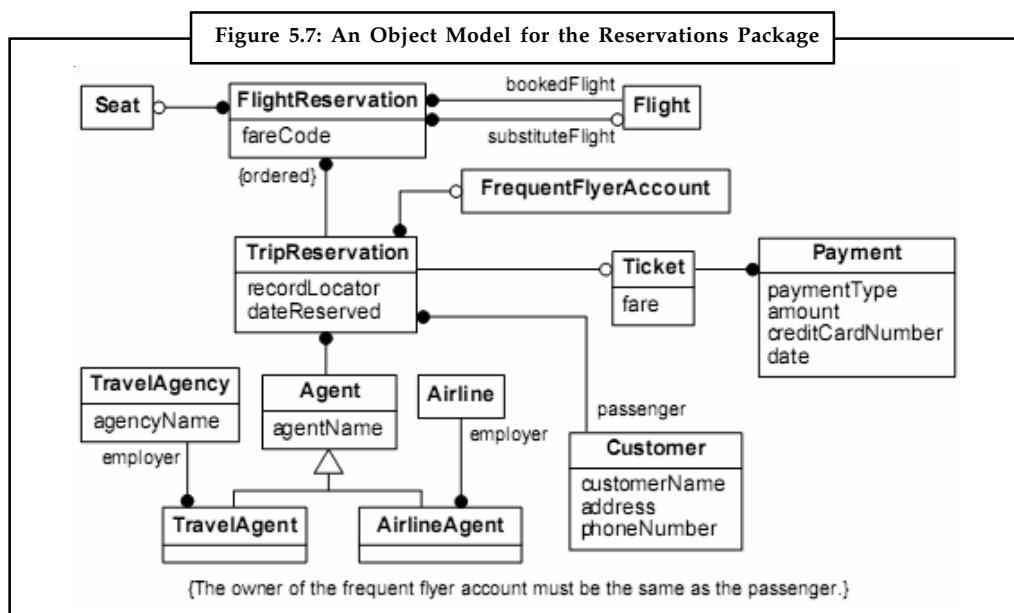 Figure 5.7: An Object Model for the Reservations Package
Seat
FlightReservation
fareCode
bookedFlight
substituteFlight
Flight
{ordered}
FrequentFlyerAccount
TripReservation
recordLocator
dateReserved
Ticket
fare
Payment
paymentType
amount
creditCardNumber
date
TravelAgency
agencyName
employer
Agent
agentName
Airline
employer
passenger
Customer
customerName
address
phoneNumber
TravelAgent
AirlineAgent
{The owner of the frequent flyer account must be the same as the passenger.}